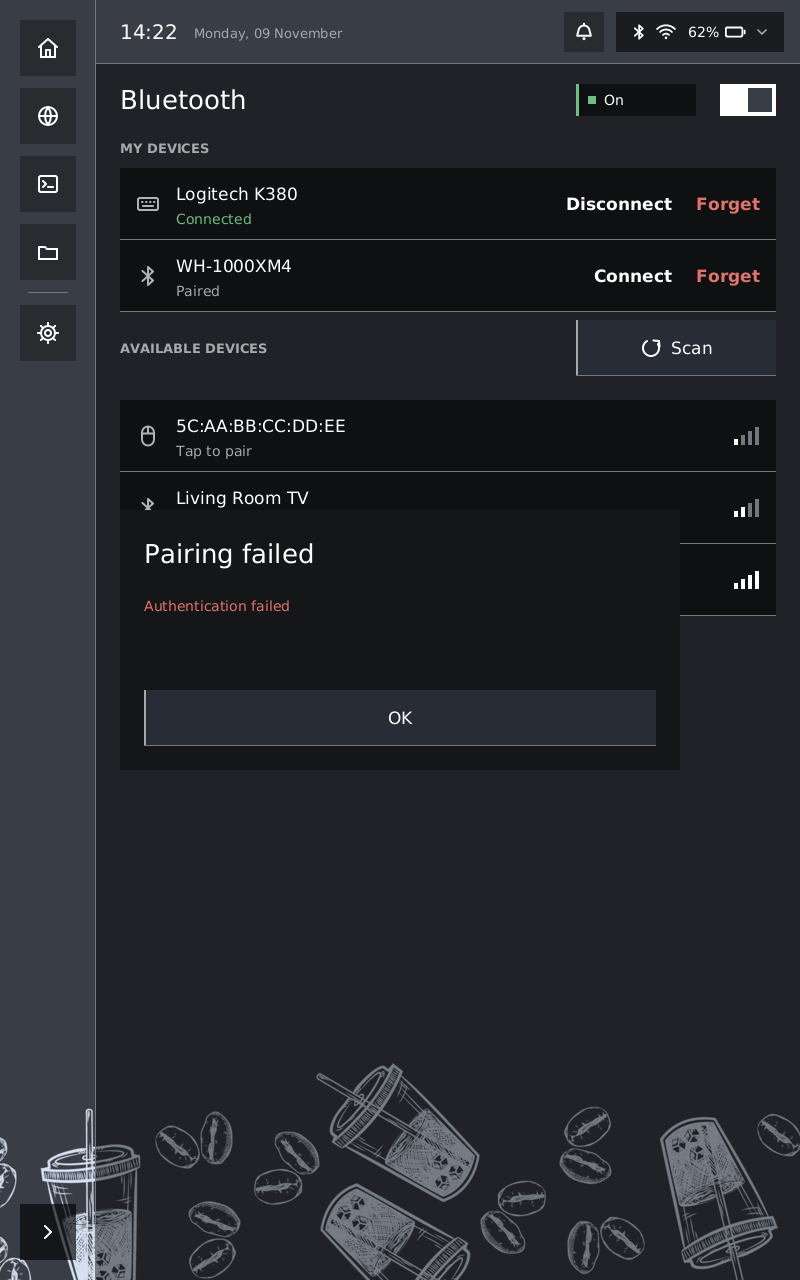 14:22 Monday, 09 November 62%
Bluetooth On
MY DEVICES
Logitech K380
Connected
Disconnect Forget
WH-1000XM4
Paired
Connect Forget
AVAILABLE DEVICES Scan
5C:AA:BB:CC:DD:EE
Tap to pair
Living Room TV
Pairing failed
Authentication failed
OK